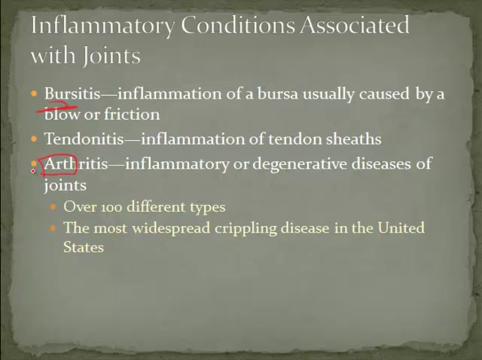 Inflammatory Conditions Associated
with Joints
Bursitis—inflammation of a bursa usually caused by a
blow or friction
Tendonitis—inflammation of tendon sheaths
Arthritis—inflammatory or degenerative diseases of
joints
Over 100 different types
The most widespread crippling disease in the United
States